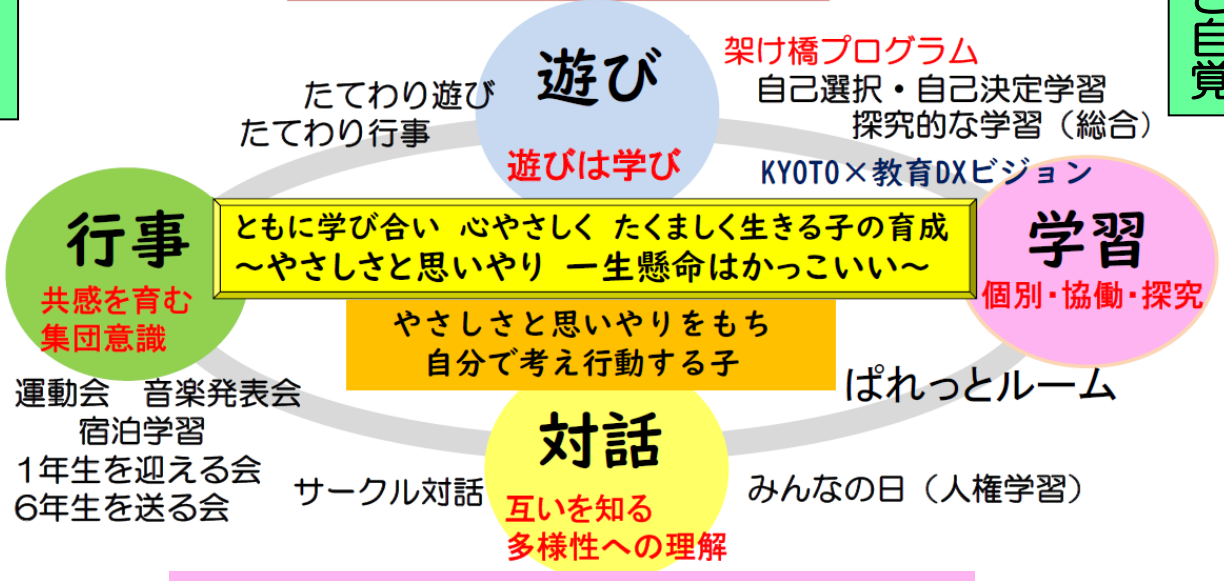 遊び
遊びは学び
たてわり遊び
たてわり行事
架け橋プログラム
自己選択・自己決定学習
探究的な学習（総合）
KYOTO×教育DXビジョン
行事
共感を育む
集団意識
ともに学び合い 心やさしく たくましく生きる子の育成
～やさしさと思いやり 一生懸命はかっこいい～
学習
個別・協働・探究
やさしさと思いやりをもち
自分で考え行動する子
運動会 音楽発表会
宿泊学習
1年生を迎える会
6年生を送る会
対話
互いを知る
多様性への理解
サークル対話
ぱれっとルーム
みんなの日（人権学習）
自覚